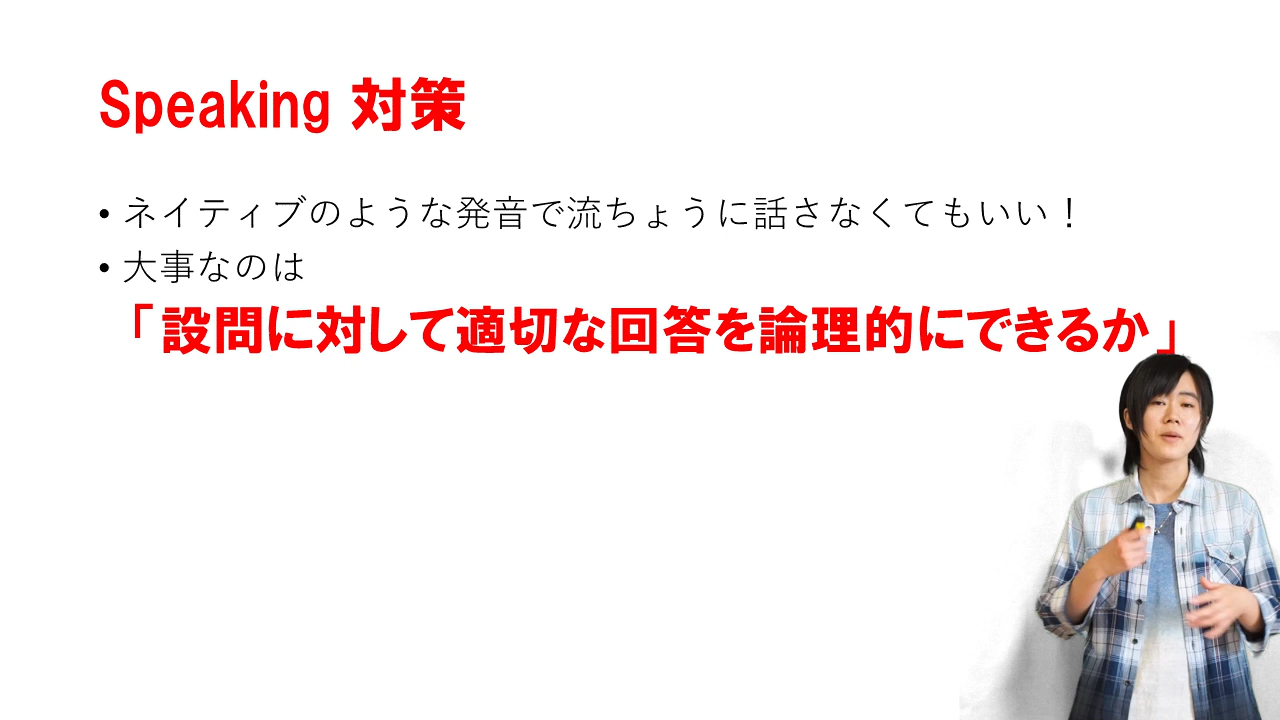 Speaking 対策
• ネイティブのような発音で流ちょうに話さなくてもいい！
• 大事なのは
「設問に対して適切な回答を論理的にできるか」